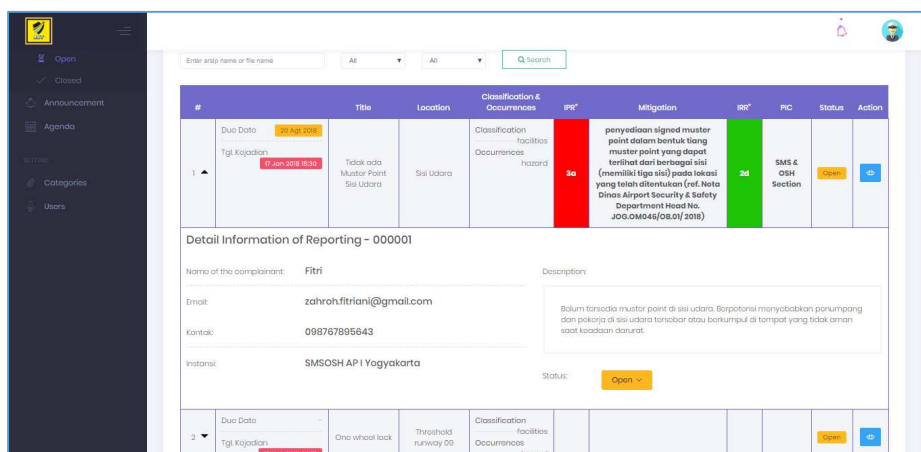 Open
Closed
Announcement
Agenda
SETTING
Categories
Users
Enter arsip name or file name
All
All
Search
#
Title
Location
Classification &
Occurrences
IPR*
Mitigation
IRR*
PIC
Status
Action
1
Due Date
20 Agt 2018
Tgl. Kejadian
17 Jan 2018 15:30
Tidak ada
Muster Point
Sisi Udara
Sisi Udara
Classification
facilities
Occurrences
hazard
3a
penyediaan signed muster
point dalam bentuk tiang
muster point yang dapat
terlihat dari berbagai sisi
(memiliki tiga sisi) pada lokasi
yang telah ditentukan (ref. Nota
Dinas Airport Security & Safety
Department Head No.
JOG.OM046/OB.01/ 2018)
2d
SMS &
OSH
Section
Open
Detail Information of Reporting - 000001
Name of the complainant:
Fitri
Email:
zahroh.fitriani@gmail.com
Kontak:
098767895643
Instansi:
SMSOSH AP I Yogyakarta
Description:
Belum tersedia muster point di sisi udara. Berpotensi menyebabkan penumpang
dan pekerja di sisi udara tersebar atau berkumpul di tempat yang tidak aman
saat keadaan darurat.
Status:
Open
2
Due Date
-
Tgl. Kejadian
One wheel lock
Threshold
runway 09
Classification
facilities
Occurrences
Open